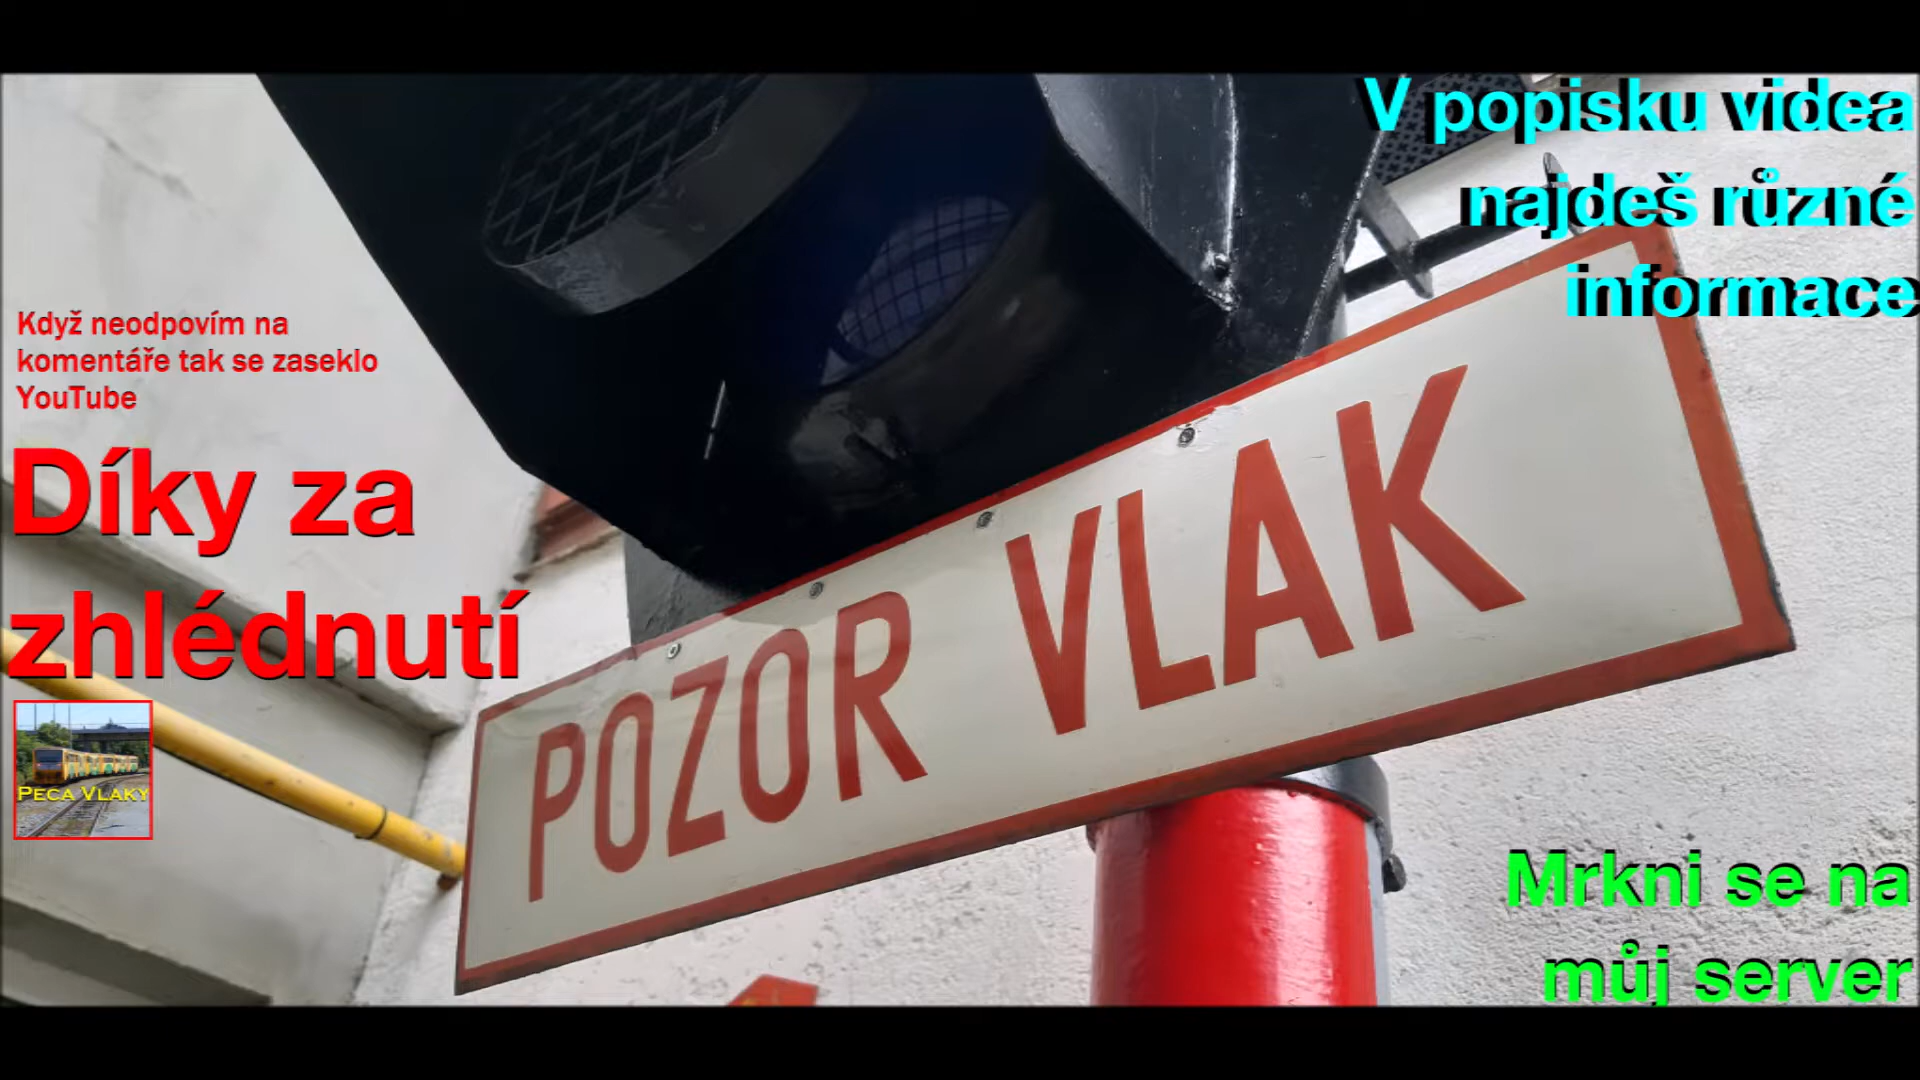 V popisku videa
najdeš různé
informace
Když neodpovím na
komentáře tak se zaseklo
YouTube
Díky za
zhlédnutí
PECA VLAKY
POZOR VLAK
Mrkni se na
můj server